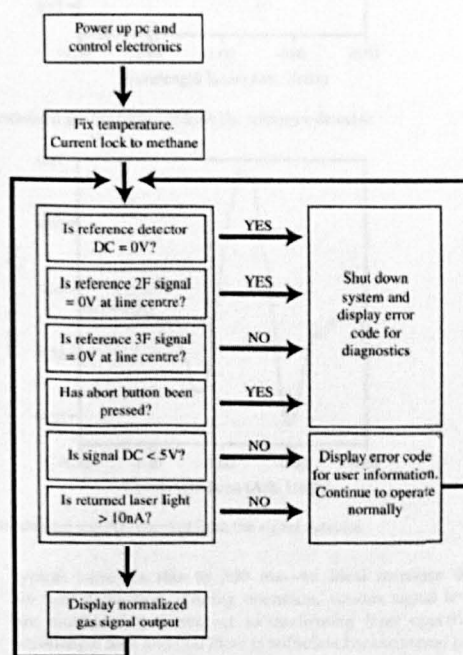 Power up pc and
control electronics
Fix temperature.
Current lock to methane
Is reference detector
DC = 0V?
YES
Is reference 2F signal
= 0V at line centre?
YES
Is reference 3F signal
= 0V at line centre?
NO
Has abort button been
pressed?
YES
Shut down
system and
display error
code for
diagnostics
Is signal DC < 5V?
NO
Is returned laser light
> 10nA?
NO
Display error code
for user information.
Continue to operate
normally
Display normalized
gas signal output